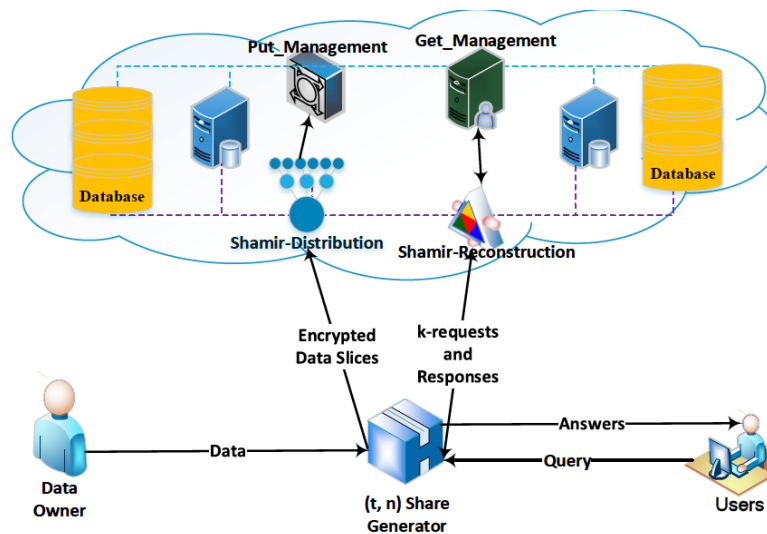 Put_Management
Get_Management
Database
Database
Shamir-Distribution
Shamir-Reconstruction
Encrypted
Data Slices
k-requests
and
Responses
Answers
Data
Query
Data
Owner
(t, n) Share
Generator
Users